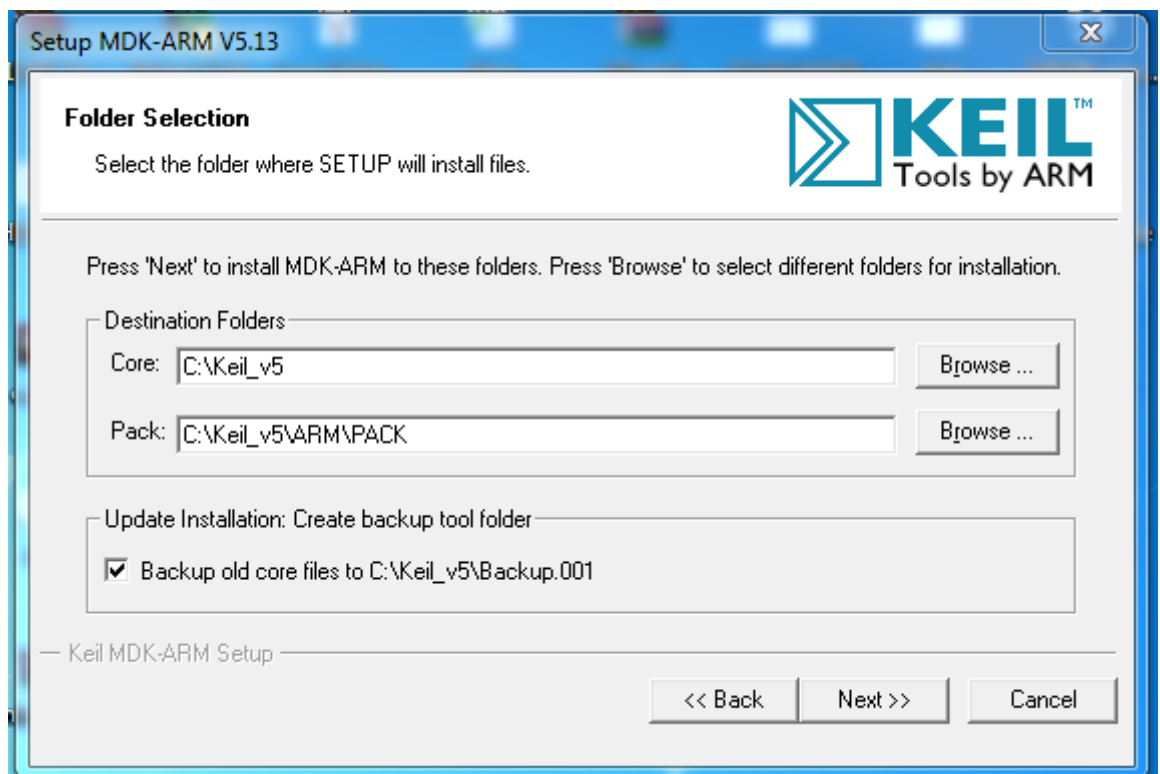 Setup MDK-ARM V5.13
Folder Selection
Select the folder where SETUP will install files.
KEIL™
Tools by ARM
Press 'Next' to install MDK-ARM to these folders. Press 'Browse' to select different folders for installation.
Destination Folders
Core: C:\Keil_v5 Browse ...
Pack: C:\Keil_v5\ARM\PACK Browse ...
Update Installation: Create backup tool folder
Backup old core files to C:\Keil_v5\Backup.001
Keil MDK-ARM Setup
<< Back Next >> Cancel